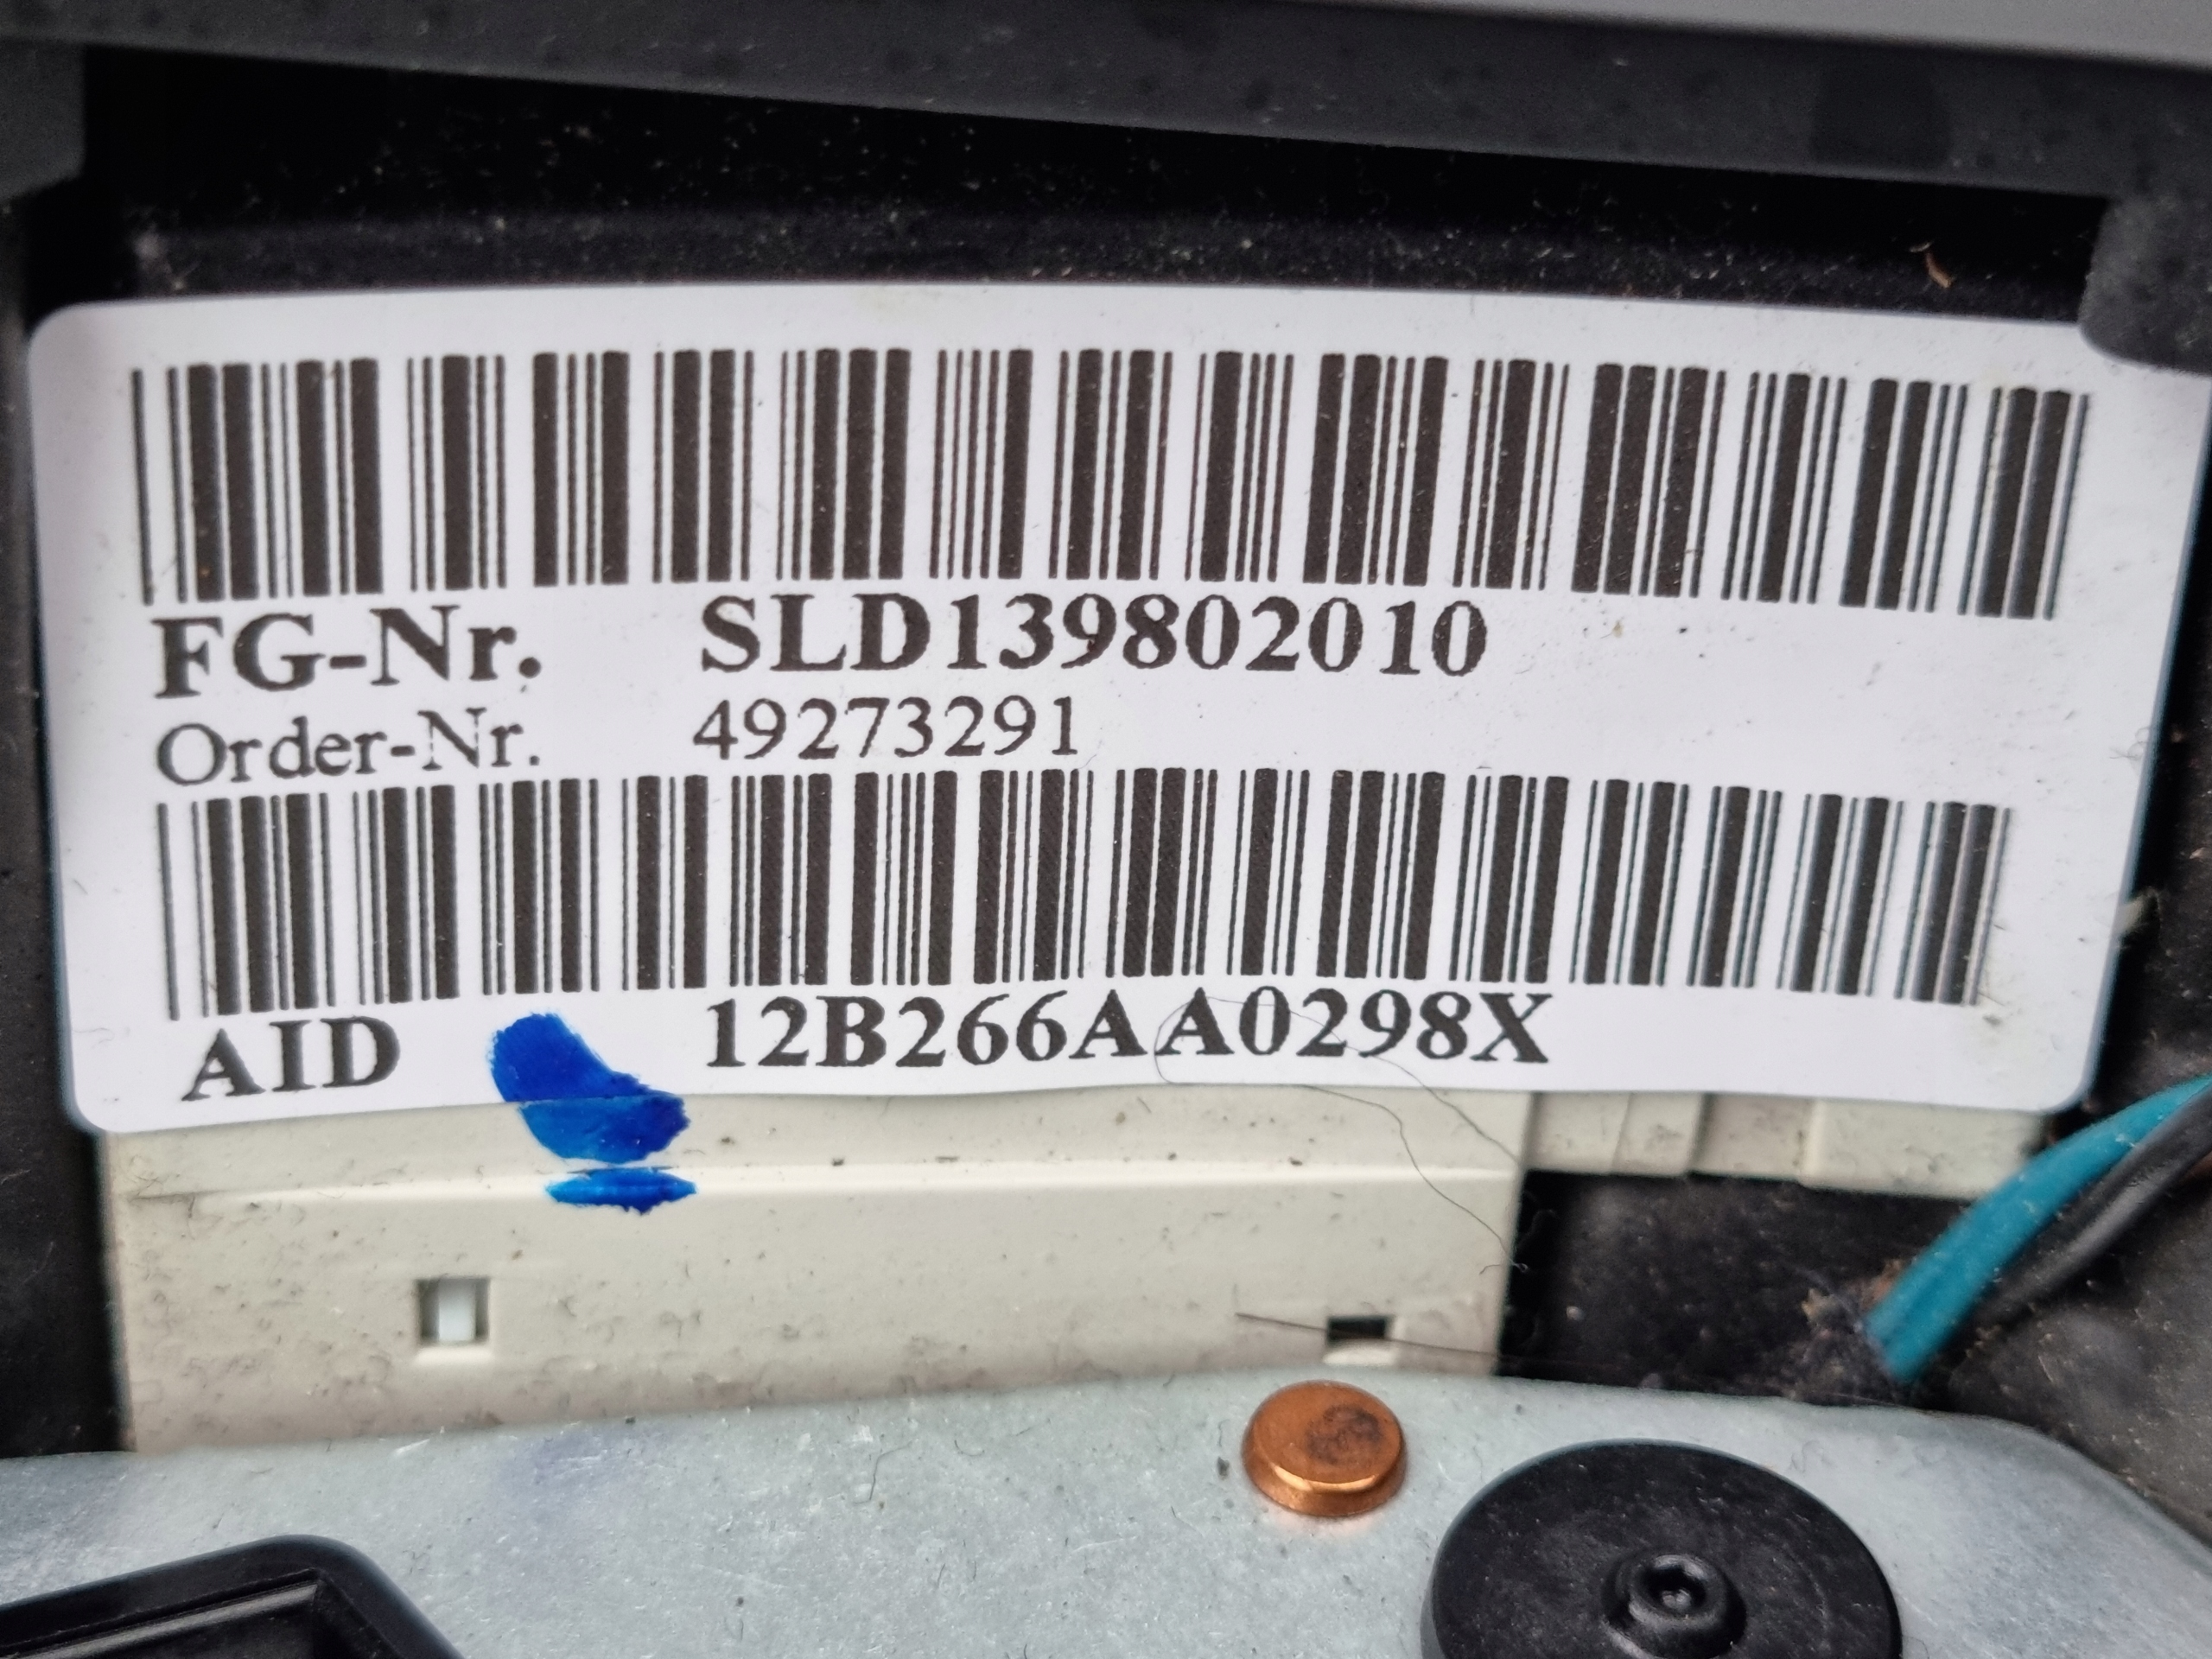 FG-Nr. SLD139802010
Order-Nr. 49273291
AID 12B266AA0298X